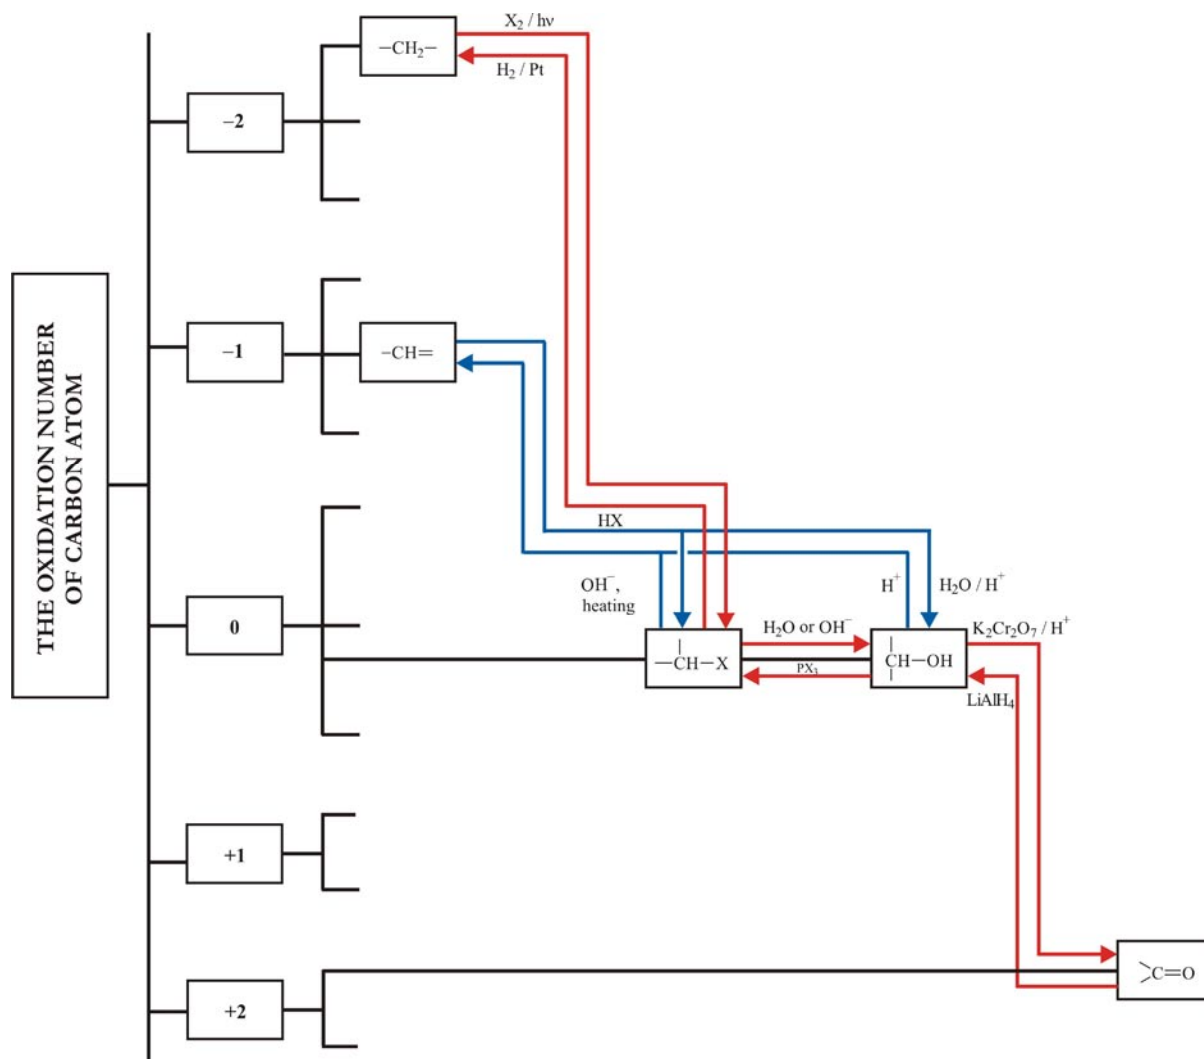 THE OXIDATION NUMBER
OF CARBON ATOM
–2
–CH₂–
X₂ / hν
H₂ / Pt
–1
–CH=
HX
OH⁻,
heating
H⁺
H₂O / H⁺
0
–CH–X
H₂O or OH⁻
PX₃
CH–OH
K₂Cr₂O₇ / H⁺
LiAlH₄
+1
+2
C=O